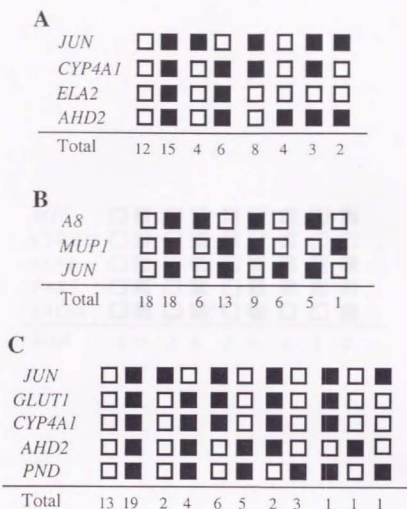 A
JUN
CYP4A1
ELA2
AHD2
Total 12 15 4 6 8 4 3 2
B
A8
MUP1
JUN
Total 18 18 6 13 9 6 5 1
C
JUN
GLUT1
CYP4A1
AHD2
PND
Total 13 19 2 4 6 5 2 3 1 1 1